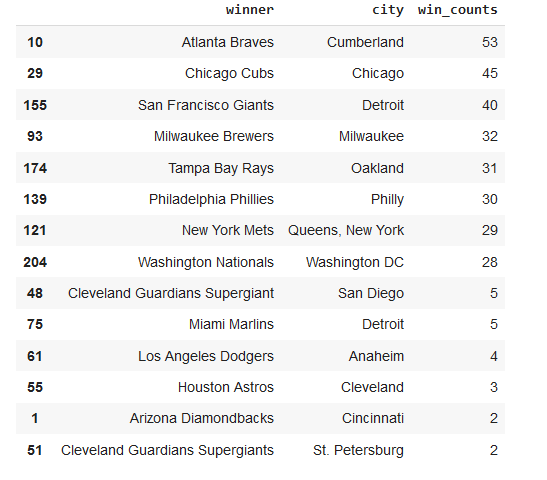 winner city win_counts
10 Atlanta Braves Cumberland 53
29 Chicago Cubs Chicago 45
155 San Francisco Giants Detroit 40
93 Milwaukee Brewers Milwaukee 32
174 Tampa Bay Rays Oakland 31
139 Philadelphia Phillies Philly 30
121 New York Mets Queens, New York 29
204 Washington Nationals Washington DC 28
48 Cleveland Guardians Supergiant San Diego 5
75 Miami Marlins Detroit 5
61 Los Angeles Dodgers Anaheim 4
55 Houston Astros Cleveland 3
1 Arizona Diamondbacks Cincinnati 2
51 Cleveland Guardians Supergiants St. Petersburg 2